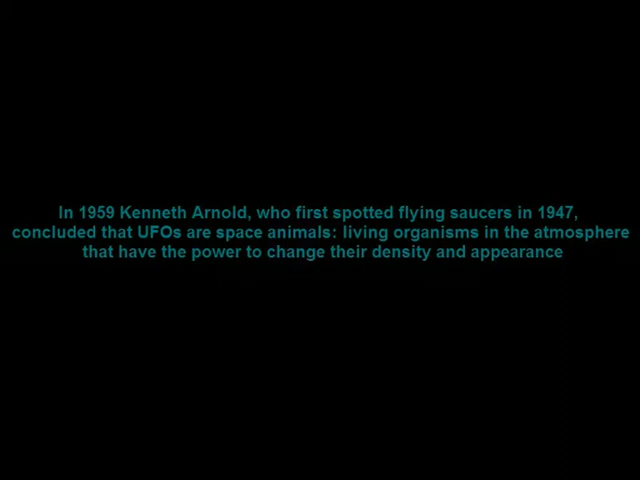 In 1959 Kenneth Arnold, who first spotted flying saucers in 1947,
concluded that UFOs are space animals: living organisms in the atmosphere
that have the power to change their density and appearance